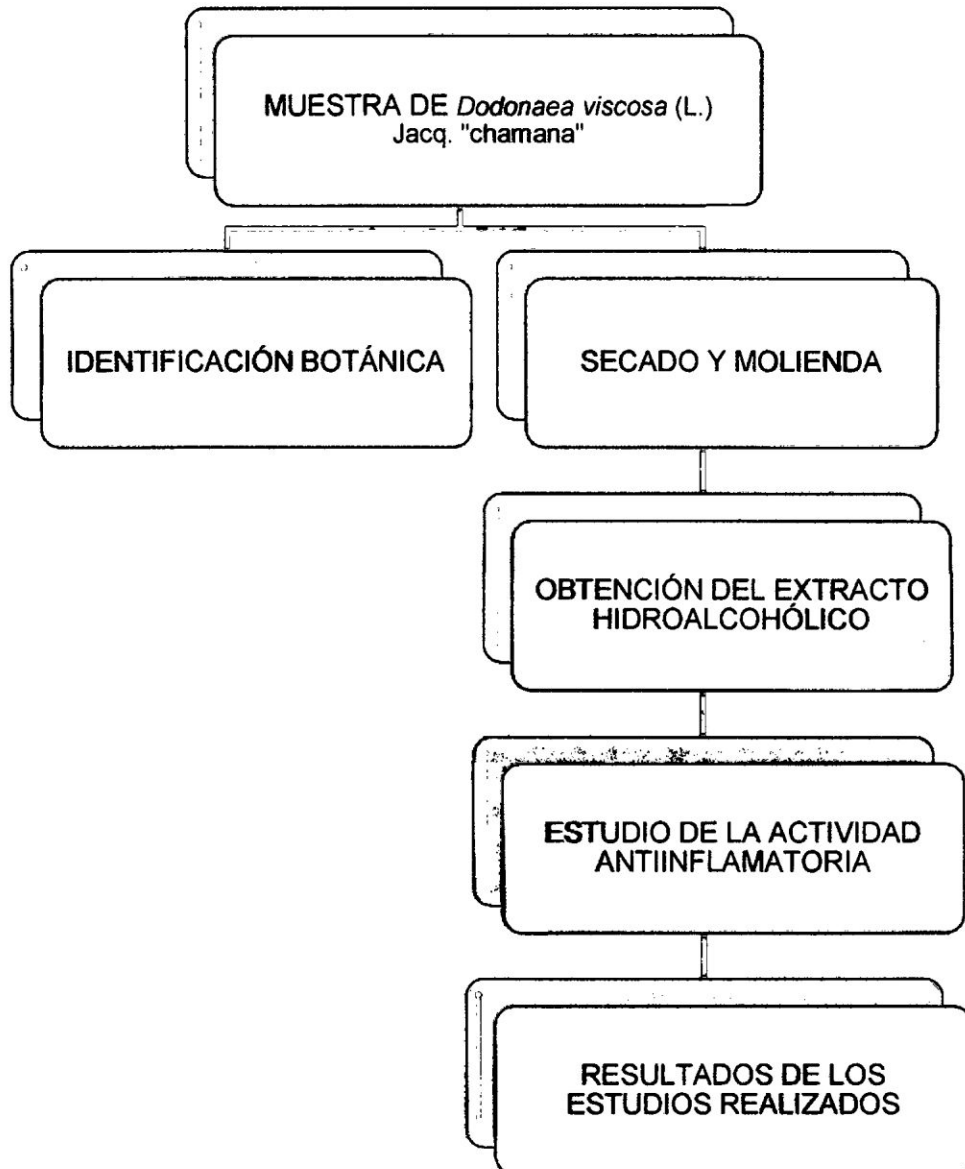 MUESTRA DE Dodonaea viscosa (L.)
Jacq. "chamana"
IDENTIFICACIÓN BOTÁNICA
SECADO Y MOLIENDA
OBTENCIÓN DEL EXTRACTO
HIDROALCOHÓLICO
ESTUDIO DE LA ACTIVIDAD
ANTIINFLAMATORIA
RESULTADOS DE LOS
ESTUDIOS REALIZADOS